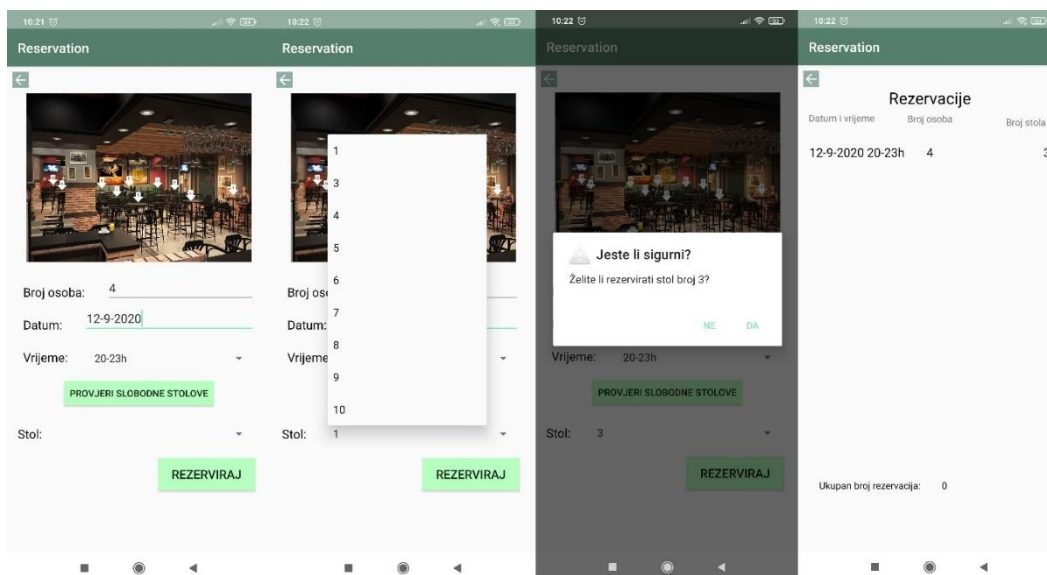 10:21
Reservation
Broj osoba: 4
Datum: 12-9-2020
Vrijeme: 20-23h
PROVJERI SLOBODNE STOLOVE
Stol:
REZERVIRAJ
10:22
Reservation
1
3
4
5
6
7
8
9
10
Broj oso
Datum:
Vrijeme
Stol: 1
REZERVIRAJ
10:22
Reservation
Jeste li sigurni?
Želite li rezervirati stol broj 3?
NE DA
Vrijeme: 20-23h
PROVJERI SLOBODNE STOLOVE
Stol: 3
REZERVIRAJ
10:22
Reservation
Rezervacije
Datum i vrijeme Broj osoba Broj stola
12-9-2020 20-23h 4 3
Ukupan broj rezervacija: 0